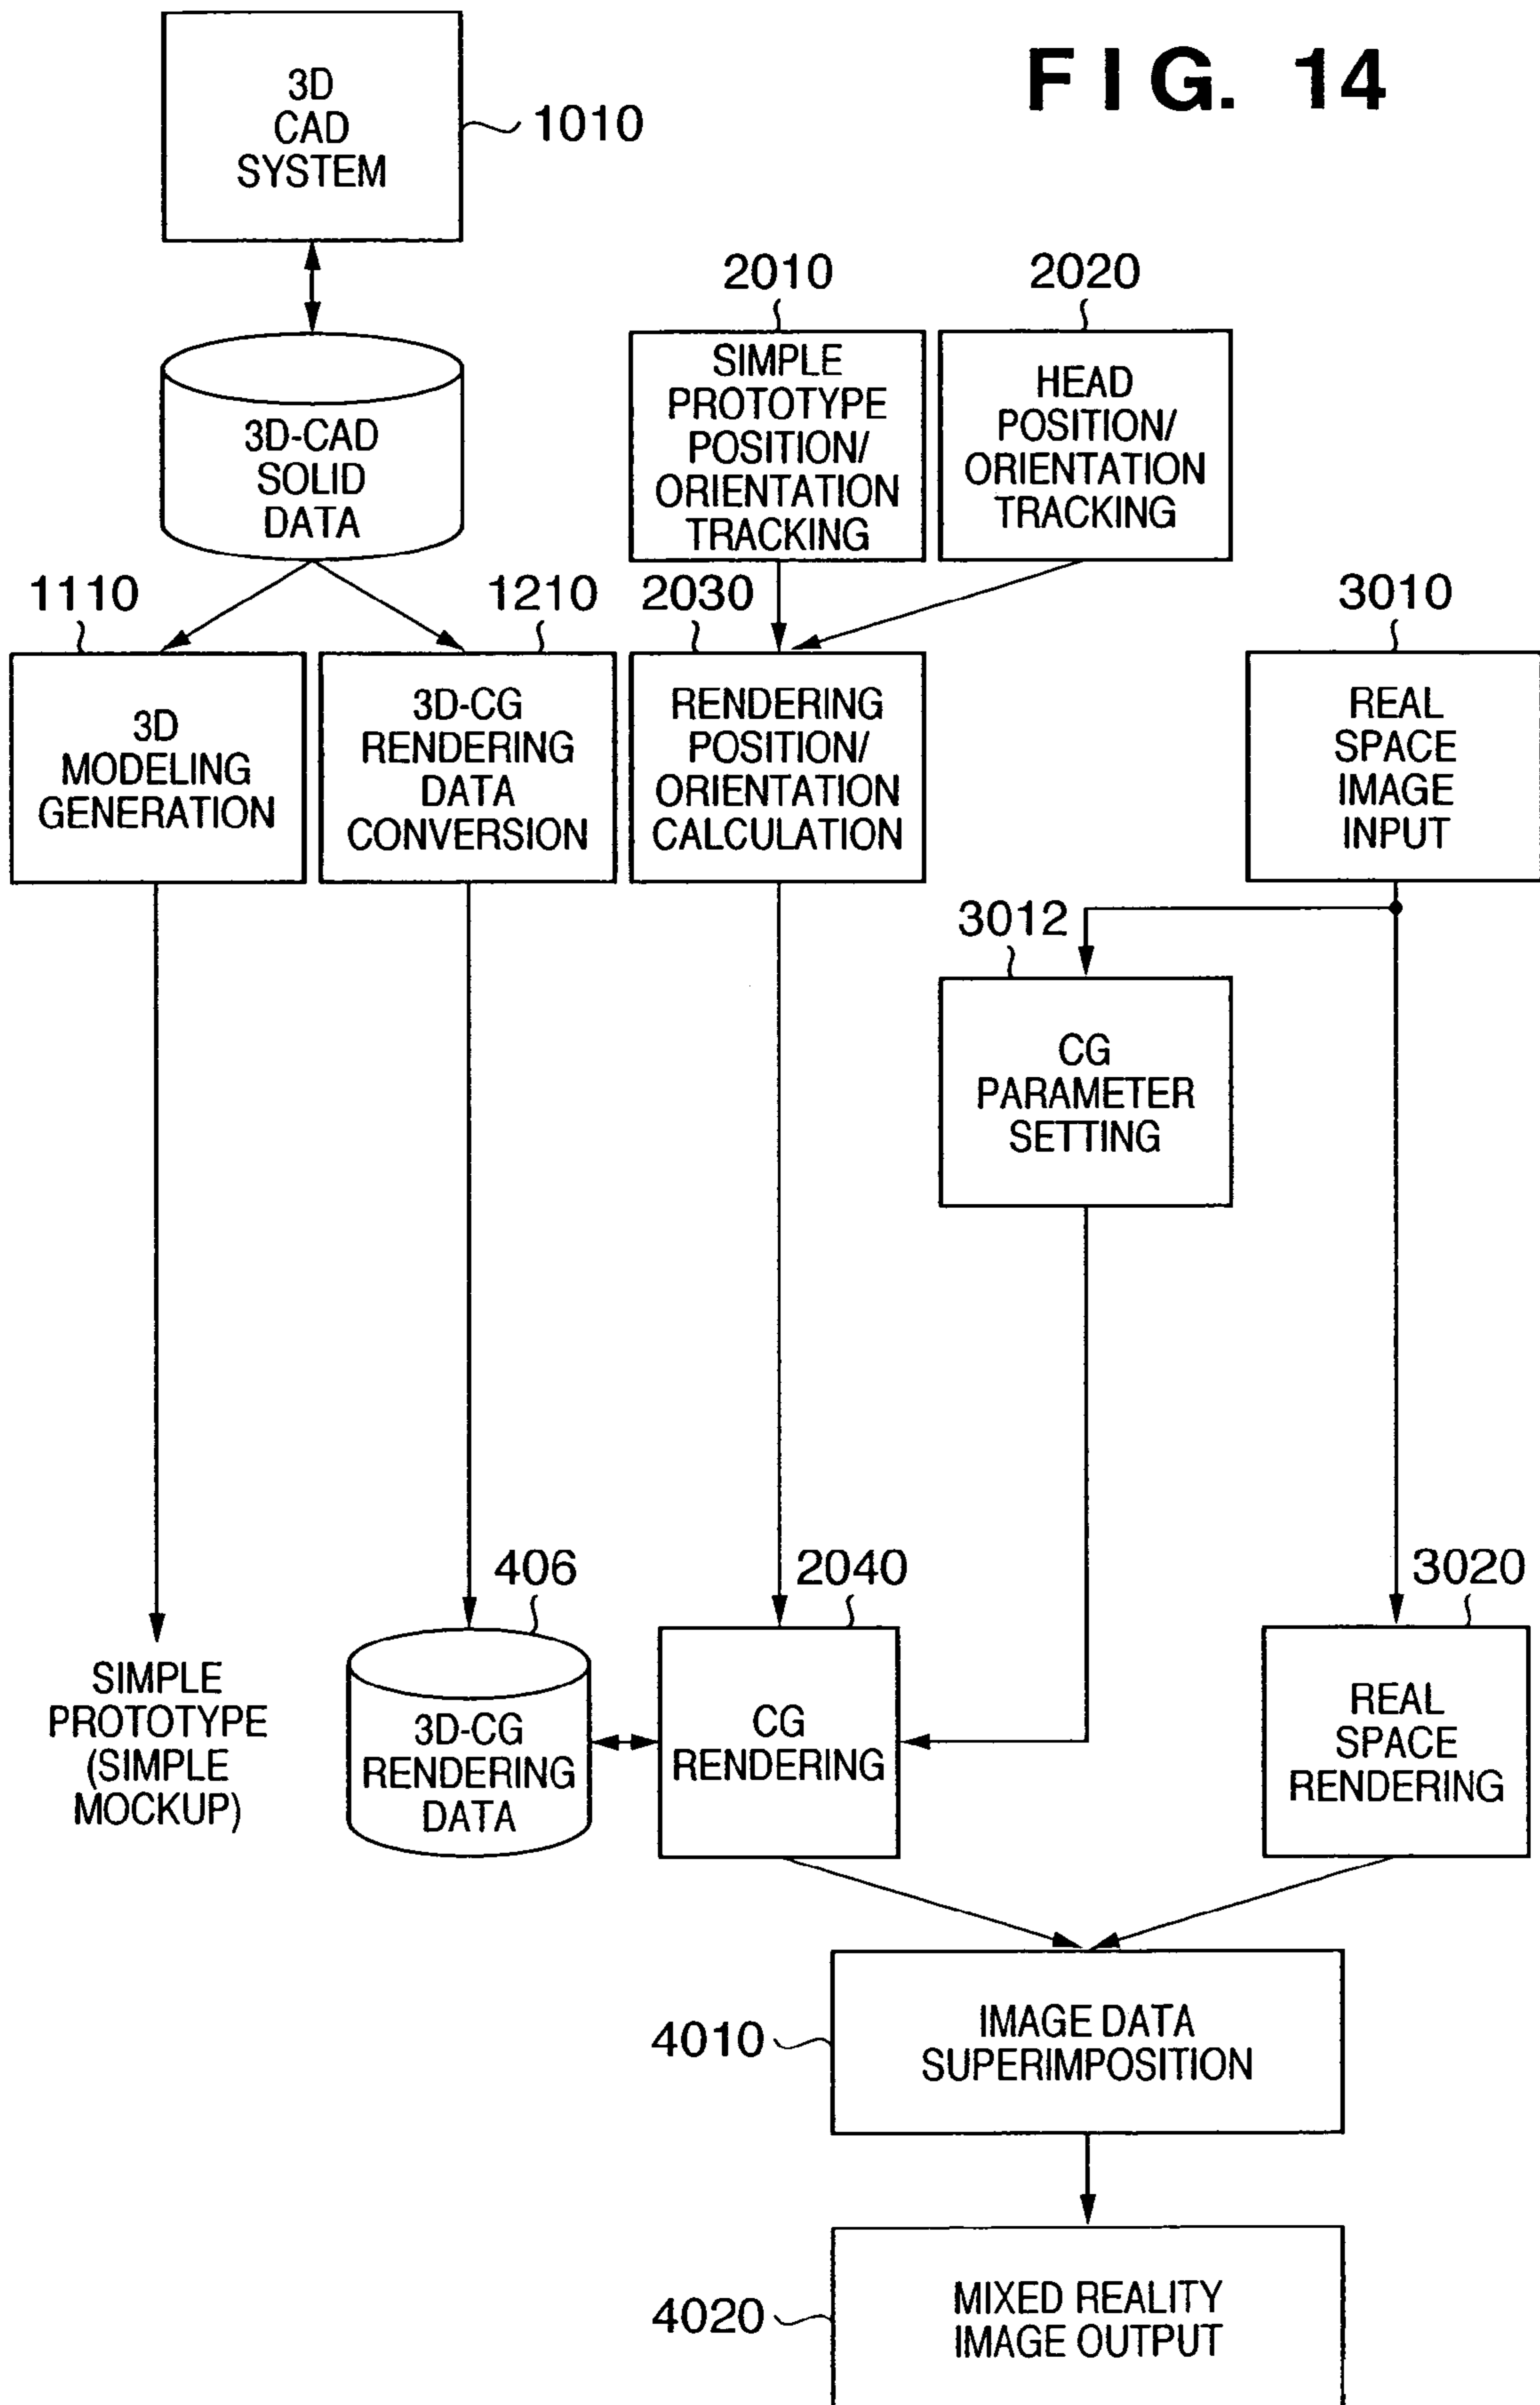 FIG. 14
3D
CAD
SYSTEM
1010
3D-CAD
SOLID
DATA
2010
SIMPLE
PROTOTYPE
POSITION/
ORIENTATION
TRACKING
2020
HEAD
POSITION/
ORIENTATION
TRACKING
1110
3D
MODELING
GENERATION
1210
3D-CG
RENDERING
DATA
CONVERSION
2030
RENDERING
POSITION/
ORIENTATION
CALCULATION
3010
REAL
SPACE
IMAGE
INPUT
3012
CG
PARAMETER
SETTING
SIMPLE
PROTOTYPE
(SIMPLE
MOCKUP)
406
3D-CG
RENDERING
DATA
2040
CG
RENDERING
3020
REAL
SPACE
RENDERING
4010
IMAGE DATA
SUPERIMPOSITION
4020
MIXED REALITY
IMAGE OUTPUT